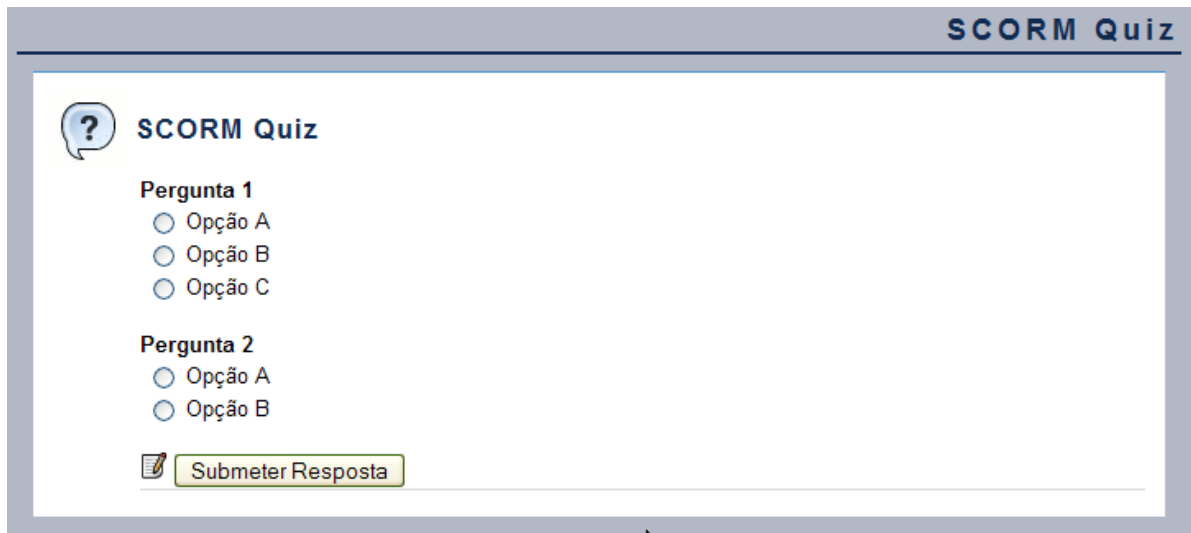 SCORM Quiz
?
SCORM Quiz
Pergunta 1
Opção A
Opção B
Opção C
Pergunta 2
Opção A
Opção B
Submeter Resposta